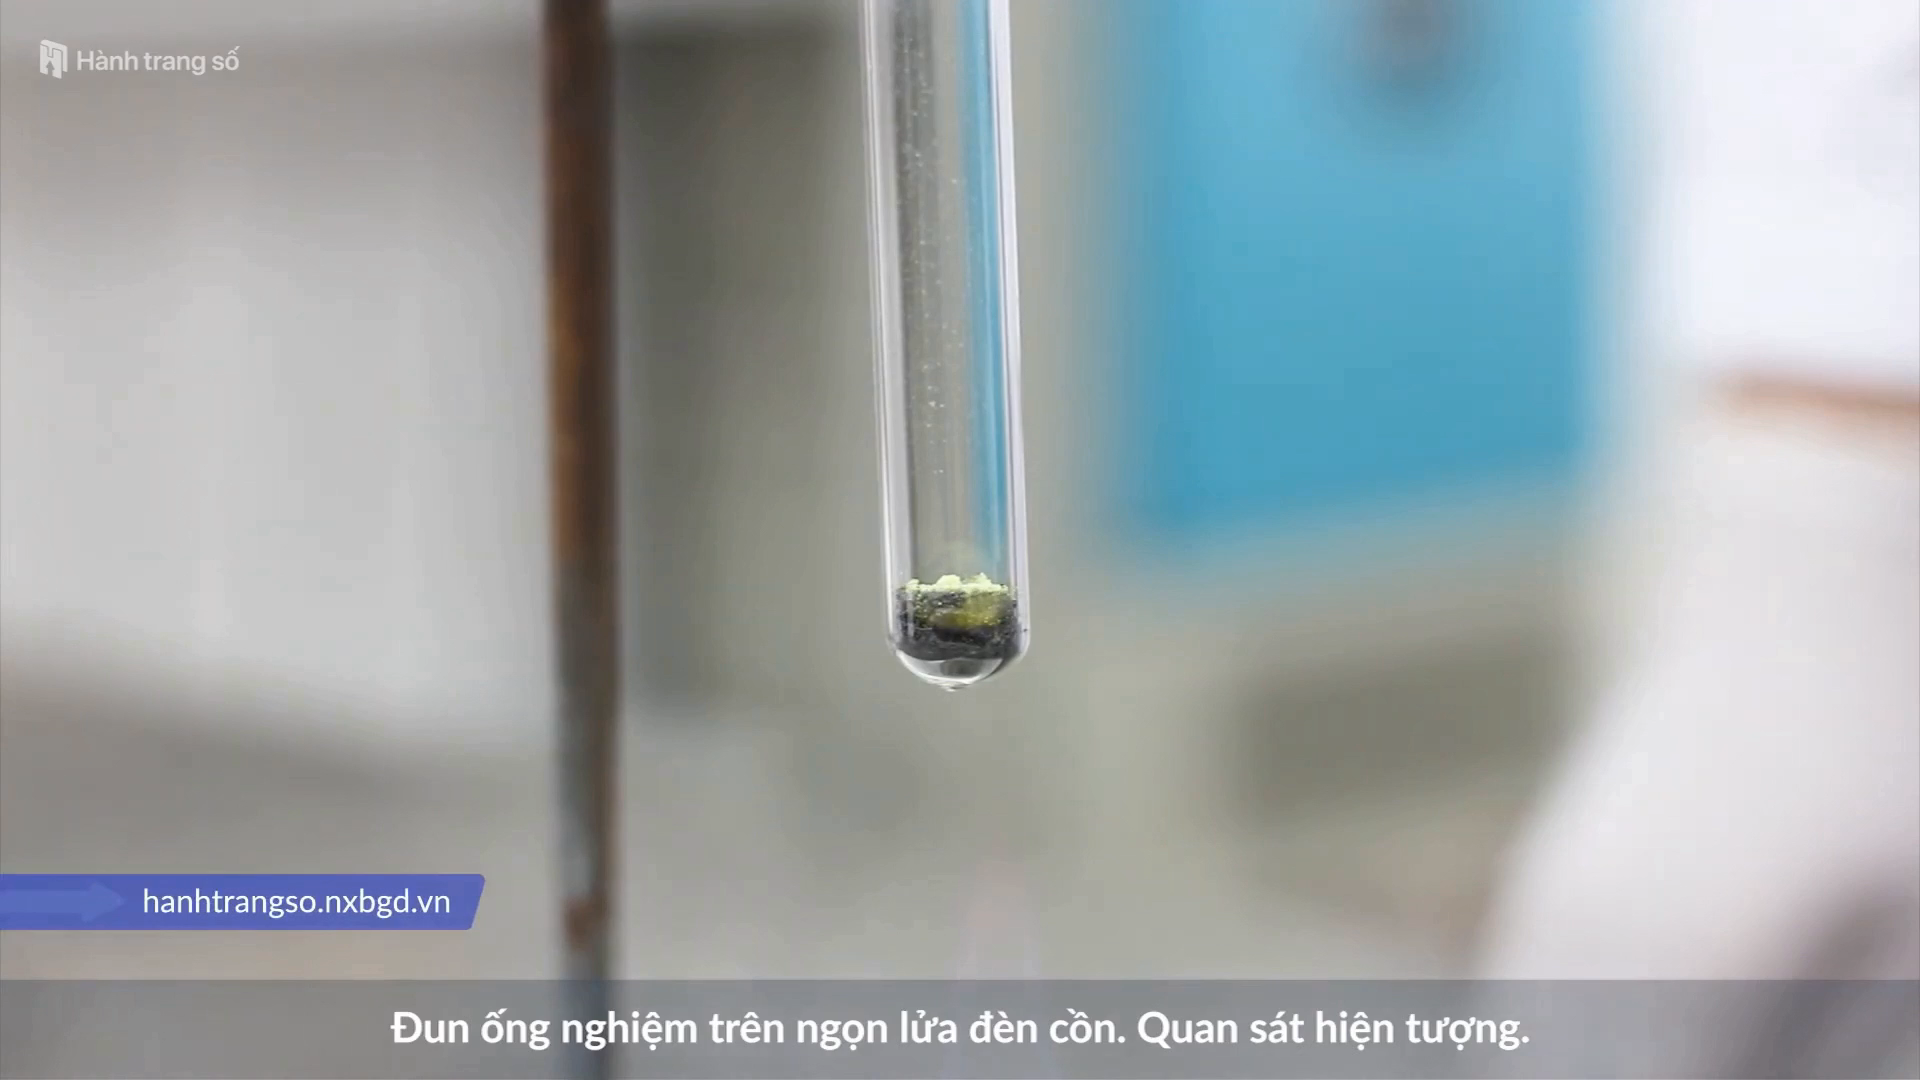 Hành trang số
hanhtrangso.nxbgd.vn
Đun ống nghiệm trên ngọn lửa đèn cồn. Quan sát hiện tượng.